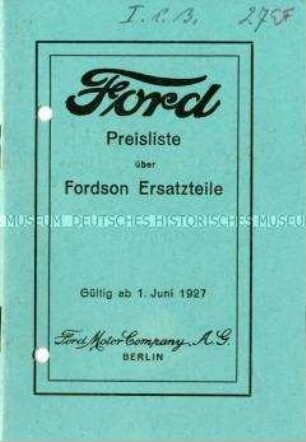 I.C.B.
Ford
Preisliste
über
Fordson Ersatzteile
MUSEUM DEUTSCHES HISTORISCHES MUSEUM
Gültig ab 1. Juni 1927
Ford Motor Company A.G.
BERLIN